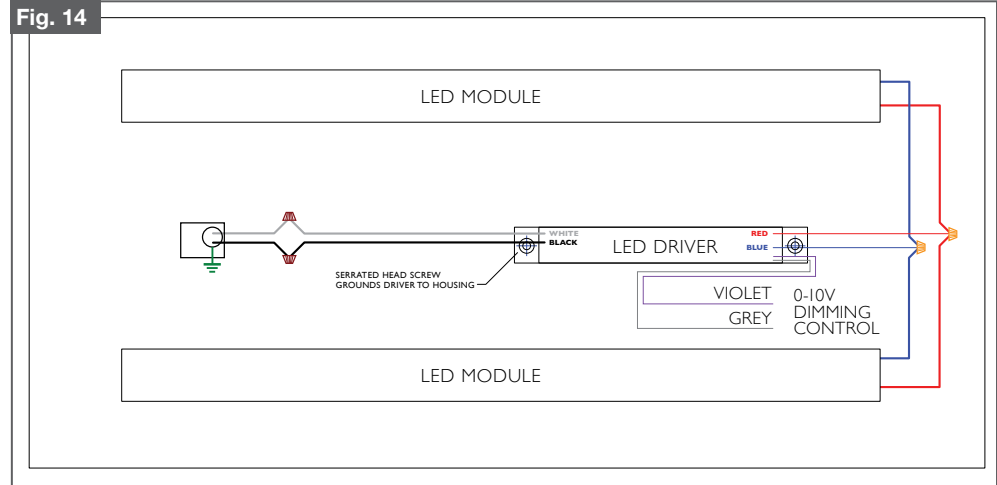 Fig. 14
LED MODULE
WHITE
BLACK
LED DRIVER
RED
BLUE
SERRATED HEAD SCREW
GROUNDS DRIVER TO HOUSING
VIOLET
GREY
0-10V
DIMMING
CONTROL
LED MODULE